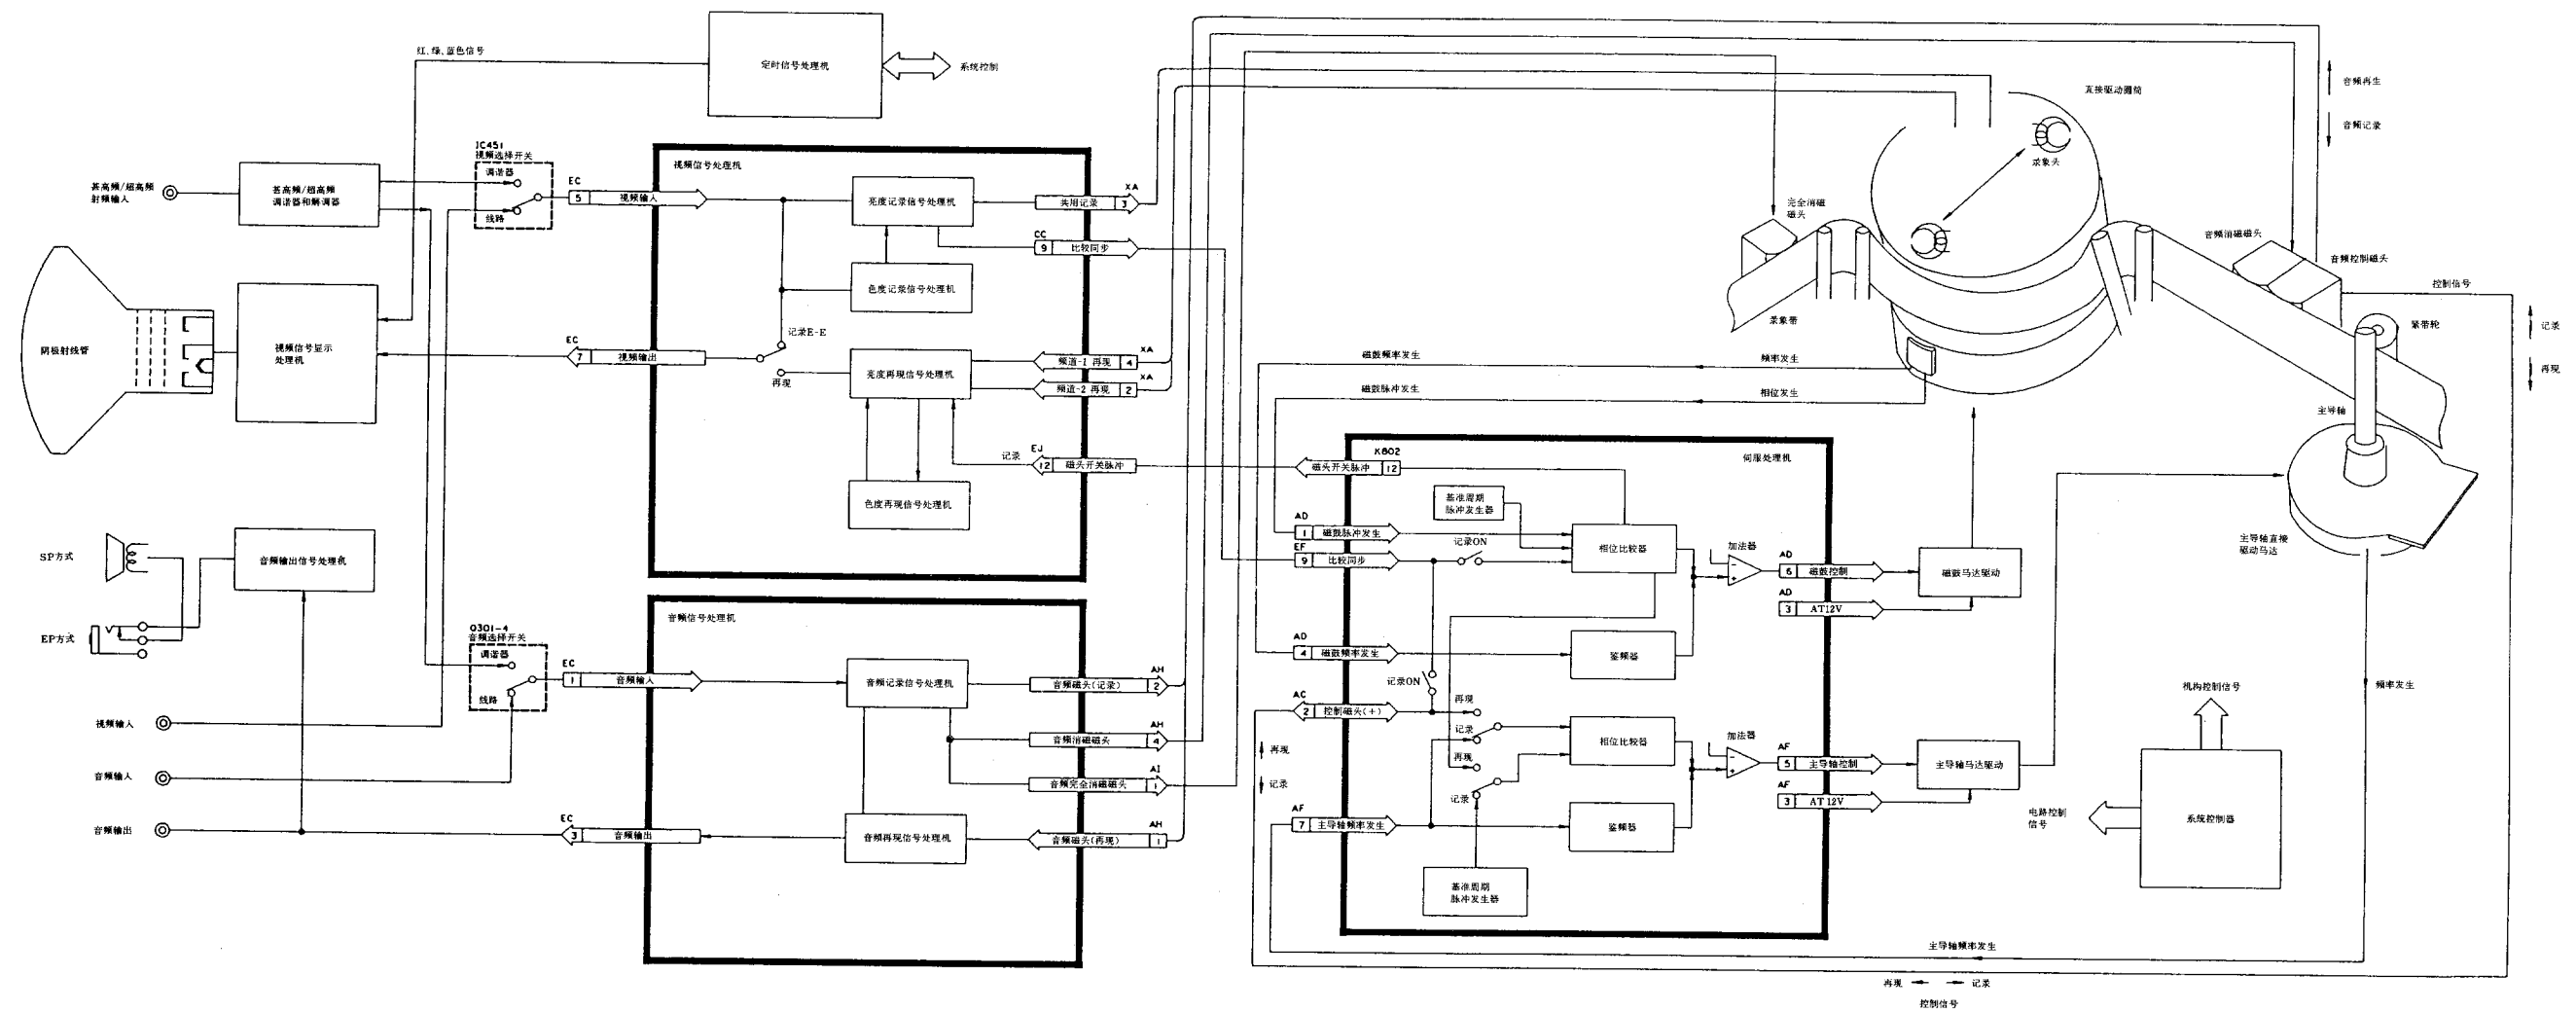 红、绿、蓝色信号
定时信号处理机
系统控制
甚高频/超高频
射频输入
甚高频/超高频
调谐器和解调器
IC451
视频选择开关
调谐器
线路
EC
5 视频输入
视频信号处理机
亮度记录信号处理机
色度记录信号处理机
XA
共用记录 3
CC
9 比较同步
记录E-E
再现
EC
7 视频输出
亮度再现信号处理机
XA
频道-1 再现 4
XA
频道-2 再现 2
记录
EJ
12 磁头开关脉冲
色度再现信号处理机
阴极射线管
视频信号显示
处理机
SP方式
EP方式
音频输出信号处理机
视频输入
音频输入
音频输出
Q301-4
音频选择开关
调谐器
线路
EC
1 音频输入
音频信号处理机
音频记录信号处理机
音频再现信号处理机
AH
音频磁头(记录) 2
AH
音频消磁磁头 4
AI
音频完全消磁磁头 1
AH
音频磁头(再现) 1
EC
3 音频输出
直接驱动圆筒
录象头
完全消磁
磁头
录象带
音频消磁磁头
音频控制磁头
音频再生
音频记录
控制信号
记录
再现
紧带轮
主导轴
主导轴直接
驱动马达
磁鼓频率发生
频率发生
磁鼓脉冲发生
相位发生
K802
磁头开关脉冲 12
伺服处理机
基准周期
脉冲发生器
AD
1 磁鼓脉冲发生
EF
9 比较同步
记录ON
相位比较器
加法器
AD
6 磁鼓控制
AD
3 AT12V
磁鼓马达驱动
AD
4 磁鼓频率发生
鉴频器
记录ON
AC
2 控制磁头(+)
再现
记录
再现
记录
再现
记录
相位比较器
加法器
AF
5 主导轴控制
AF
3 AT 12V
主导轴马达驱动
AF
7 主导轴频率发生
鉴频器
基准周期
脉冲发生器
机构控制信号
电路控制
信号
系统控制器
频率发生
主导轴频率发生
再现 记录
控制信号